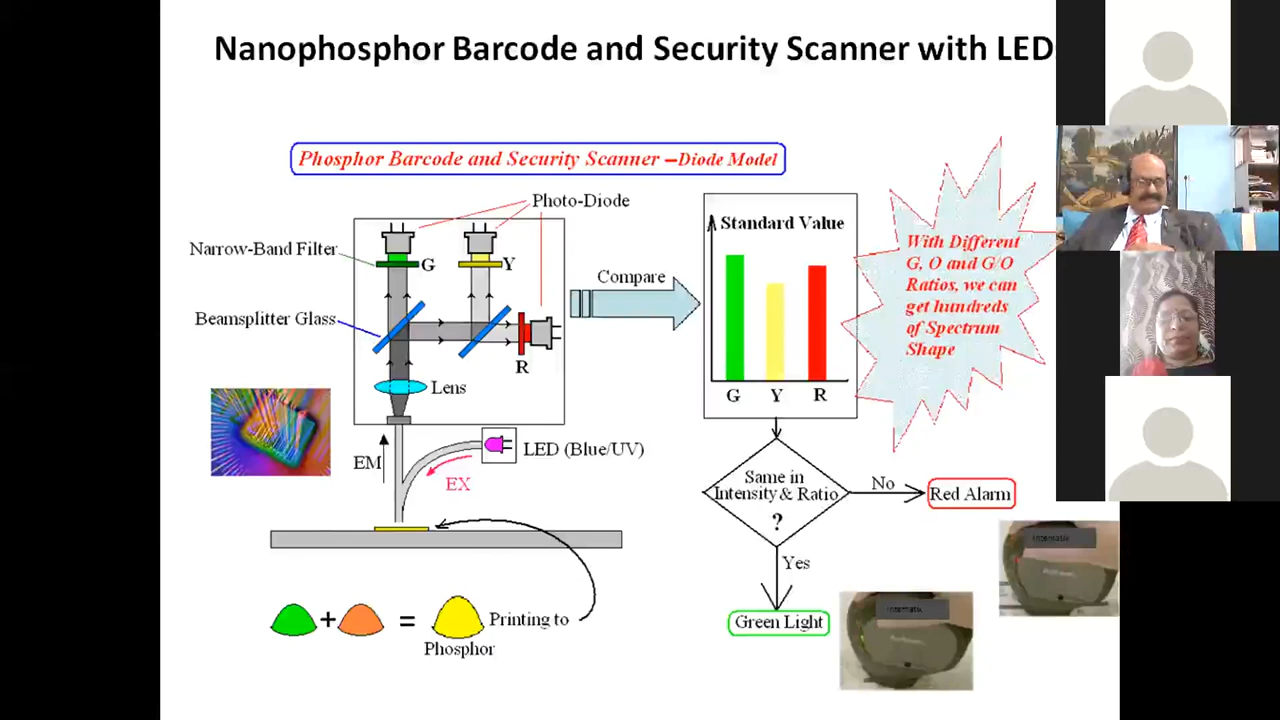 Nanophosphor Barcode and Security Scanner with LED
Phosphor Barcode and Security Scanner –Diode Model
Photo-Diode
Narrow-Band Filter
G
Y
Beamsplitter Glass
R
Lens
EM
LED (Blue/UV)
EX
Compare
Standard Value
G Y R
With Different
G, O and G/O
Ratios, we can
get hundreds
of Spectrum
Shape
Same in
Intensity & Ratio
?
No
Red Alarm
Yes
Green Light
+
=
Printing to
Phosphor
Intematix
Intematix